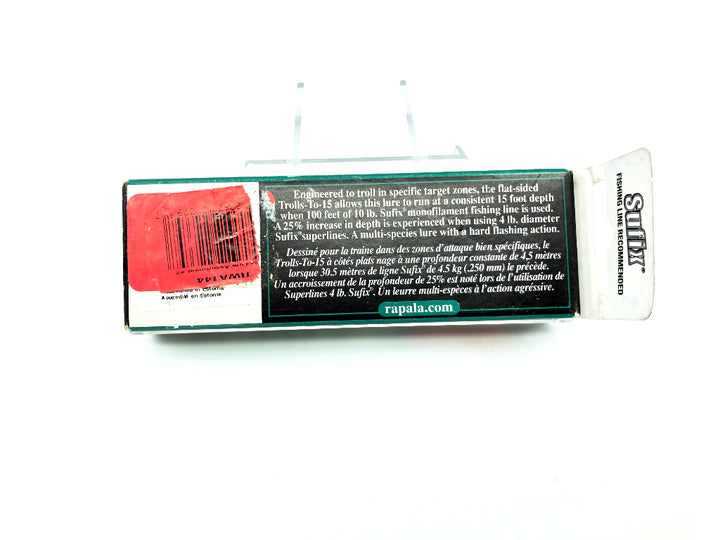 Engineered to troll in specific target zones, the flat-sided
Trolls-To-15 allows this lure to run at a consistent 15 foot depth
when 100 feet of 10 lb. Sufix® monofilament fishing line is used.
A 25% increase in depth is experienced when using 4 lb. diameter
Sufix® superlines. A multi-species lure with a hard flashing action.
Dessiné pour la traîne dans des zones d'attaque bien spécifiques, le
Trolls-To-15 à côtés plats nage à une profondeur constante de 4,5 mètres
lorsque 30.5 mètres de ligne Sufix® de 4.5 kg (.250 mm) le précède.
Un accroissement de la profondeur de 25% est noté lors de l'utilisation de
Superlines 4 lb. Sufix®. Un leurre multi-espèces à l'action agréssive.
rapala.com
in Estonia
Assemblé en Estonie
Sufix®
FISHING LINE RECOMMENDED